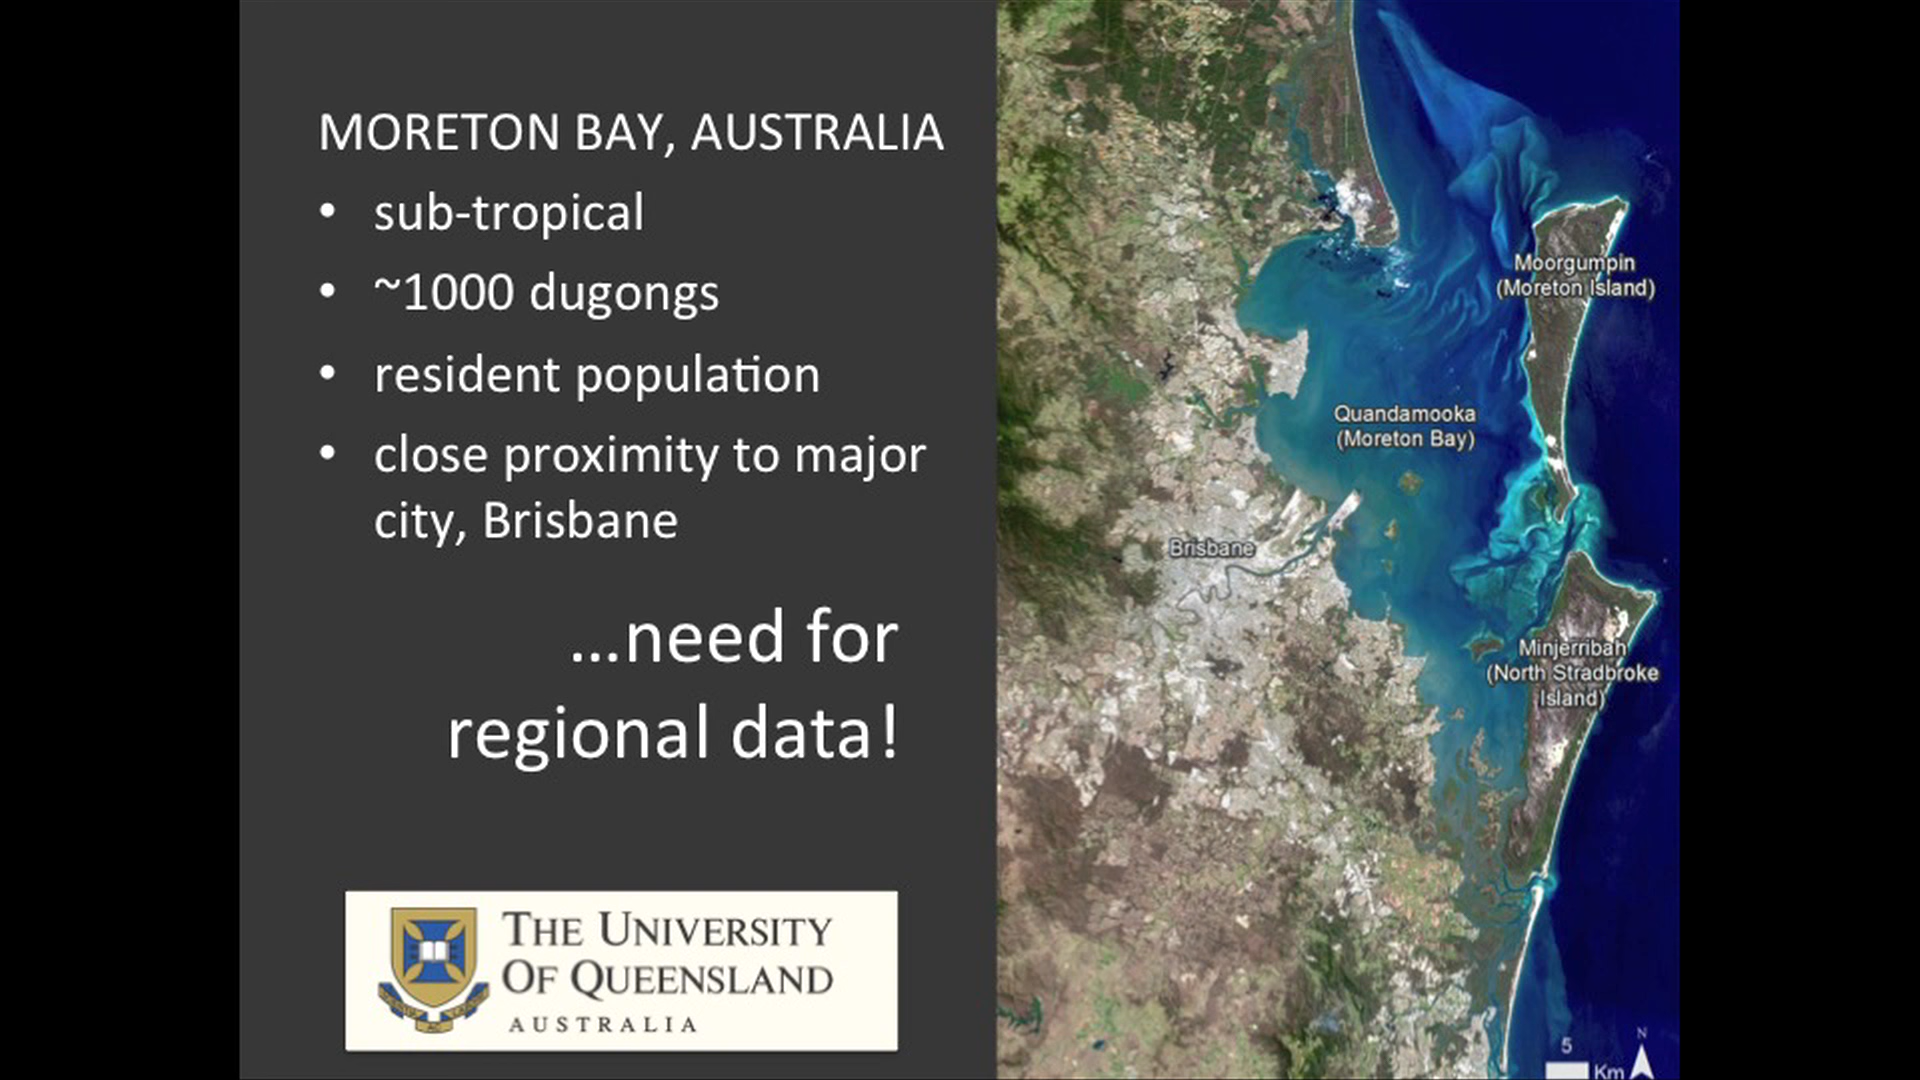 MORETON BAY, AUSTRALIA
• sub-tropical
• ~1000 dugongs
• resident population
• close proximity to major
city, Brisbane
...need for
regional data!
THE UNIVERSITY
OF QUEENSLAND
AUSTRALIA
Moorgumpin
(Moreton Island)
Quandamooka
(Moreton Bay)
Brisbane
Minjerribah
(North Stradbroke
Island)
N
5
Km